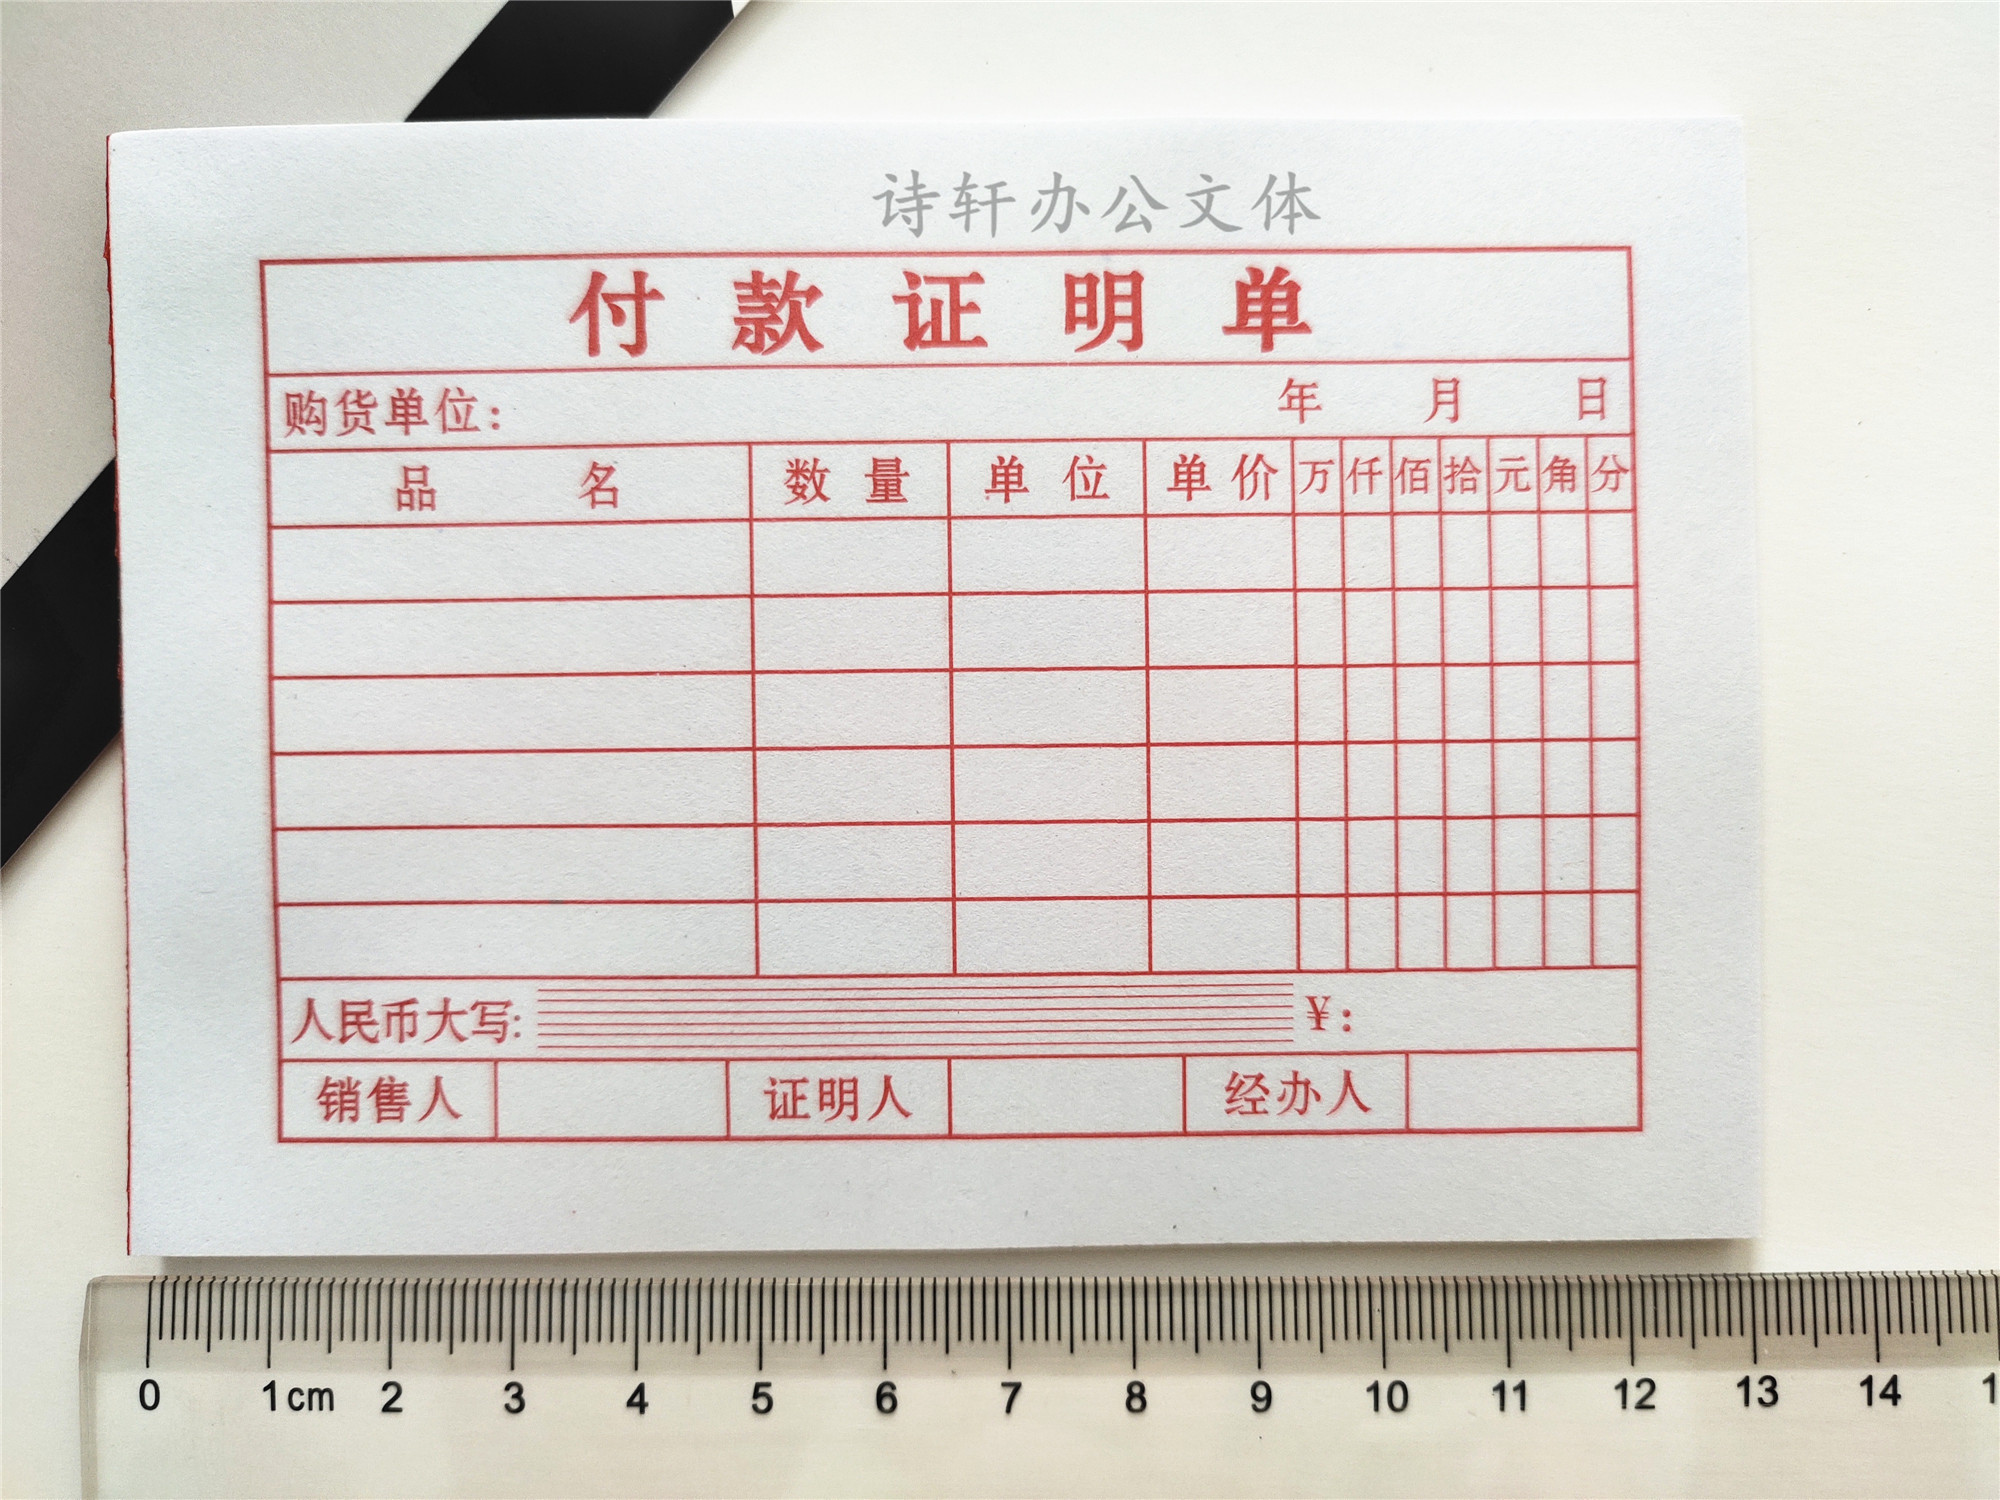 诗轩办公文体
付款证明单
购货单位： 年 月 日
品 名 数量 单位 单价 万 仟 佰 拾 元 角 分
人民币大写: ¥：
销售人 证明人 经办人
0 1cm 2 3 4 5 6 7 8 9 10 11 12 13 14